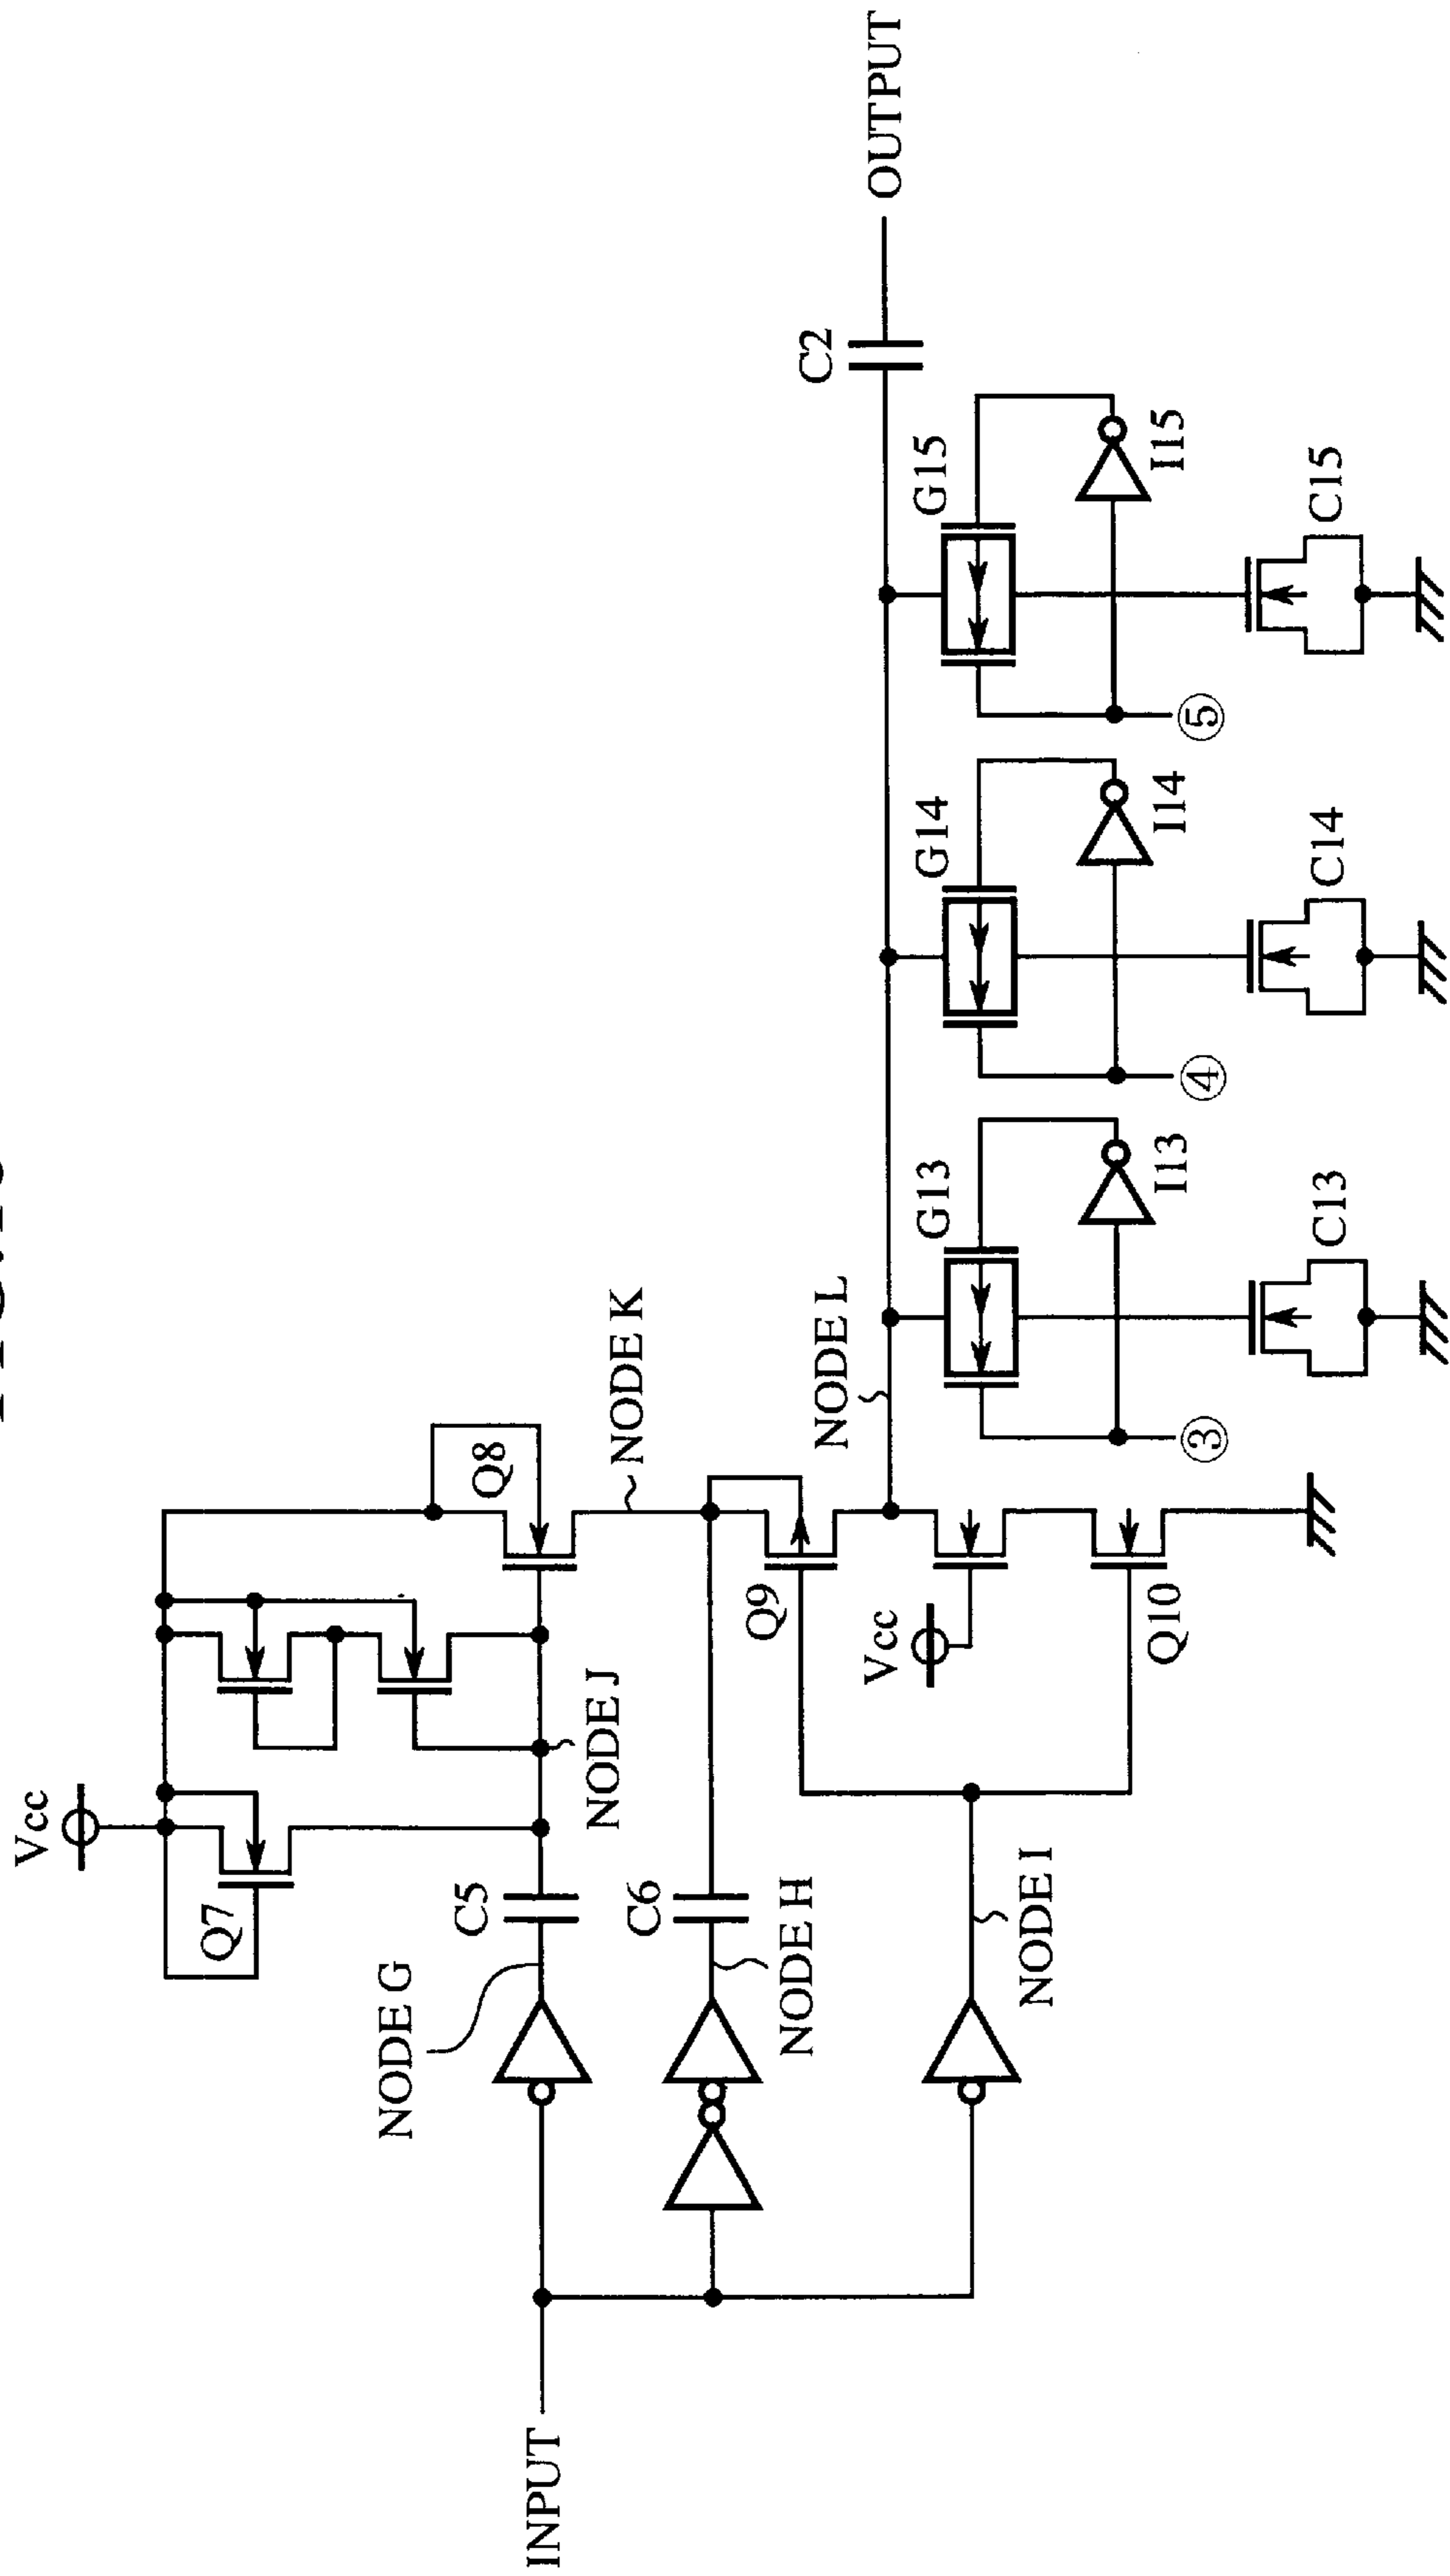 Vcc
Q7
Q8
NODE G
C5
NODE J
NODE K
C6
NODE H
INPUT
Q9
Vcc
NODE I
Q10
NODE L
C2
OUTPUT
G13
G14
G15
I13
I14
I15
③
④
⑤
C13
C14
C15